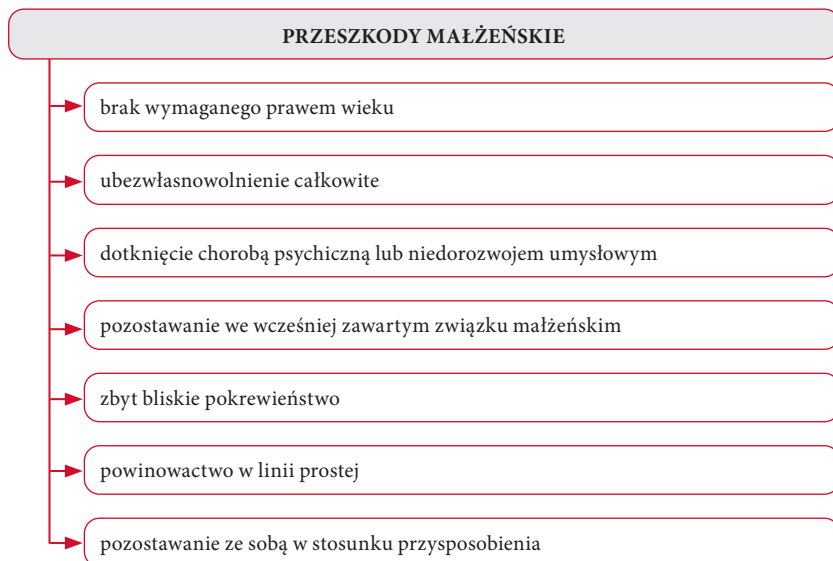 PRZESZKODY MAŁŻEŃSKIE
brak wymaganego prawem wieku
ubezwłasnowolnienie całkowite
dotknięcie chorobą psychiczną lub niedorozwojem umysłowym
pozostawanie we wcześniej zawartym związku małżeńskim
zbyt bliskie pokrewieństwo
powinowactwo w linii prostej
pozostawanie ze sobą w stosunku przysposobienia